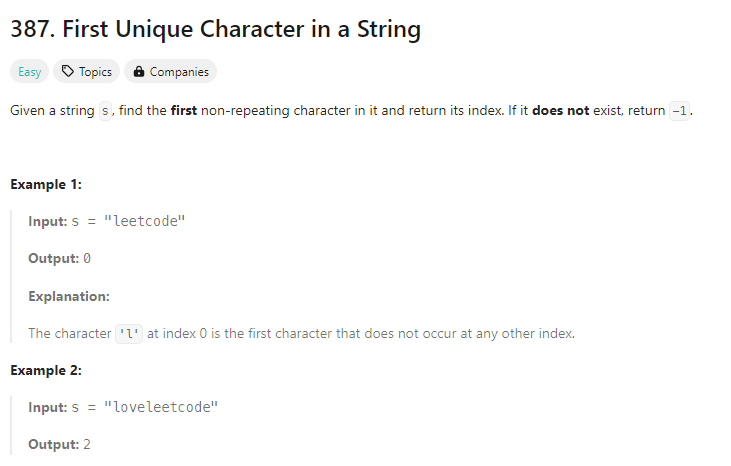 387. First Unique Character in a String
Easy Topics Companies
Given a string s, find the first non-repeating character in it and return its index. If it does not exist, return -1.
Example 1:
Input: s = "leetcode"
Output: 0
Explanation:
The character 'l' at index 0 is the first character that does not occur at any other index.
Example 2:
Input: s = "loveleetcode"
Output: 2